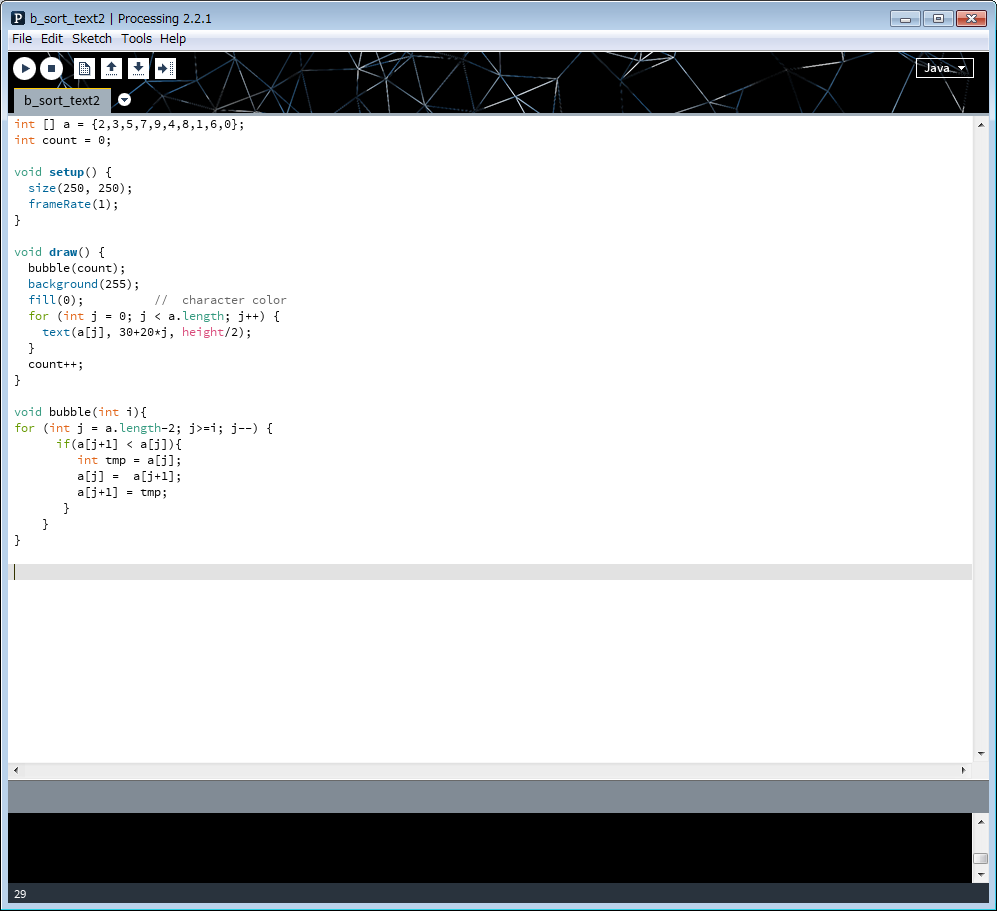 b_sort_text2 | Processing 2.2.1
File Edit Sketch Tools Help
Java
b_sort_text2
int [] a = {2,3,5,7,9,4,8,1,6,0};
int count = 0;

void setup() {
  size(250, 250);
  frameRate(1);
}

void draw() {
  bubble(count);
  background(255);
  fill(0);          //  character color
  for (int j = 0; j < a.length; j++) {
    text(a[j], 30+20*j, height/2);
  }
  count++;
}

void bubble(int i){
for (int j = a.length-2; j>=i; j--) {
      if(a[j+1] < a[j]){
         int tmp = a[j];
         a[j] =  a[j+1];
         a[j+1] = tmp;
       }
    }
}
29